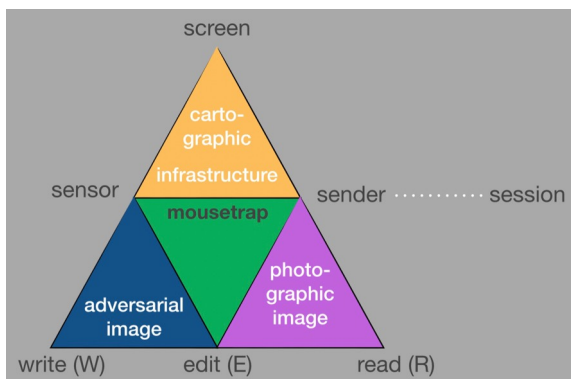 screen
carto-
graphic
infrastructure
sensor
sender
session
mousetrap
adversarial
image
photo-
graphic
image
write (W)
edit (E)
read (R)